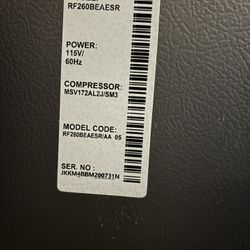 RF260BEAESR
POWER:
115V/
60Hz
COMPRESSOR:
MSV172AL2J/SM3
MODEL CODE:
RF260BEAESR/AA 05
SER. NO :
JKKM4BBM200731N